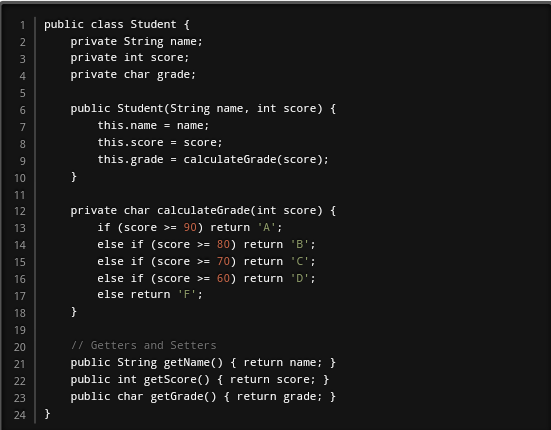 1 public class Student {
2     private String name;
3     private int score;
4     private char grade;
5
6     public Student(String name, int score) {
7         this.name = name;
8         this.score = score;
9         this.grade = calculateGrade(score);
10     }
11
12     private char calculateGrade(int score) {
13         if (score >= 90) return 'A';
14         else if (score >= 80) return 'B';
15         else if (score >= 70) return 'C';
16         else if (score >= 60) return 'D';
17         else return 'F';
18     }
19
20     // Getters and Setters
21     public String getName() { return name; }
22     public int getScore() { return score; }
23     public char getGrade() { return grade; }
24 }